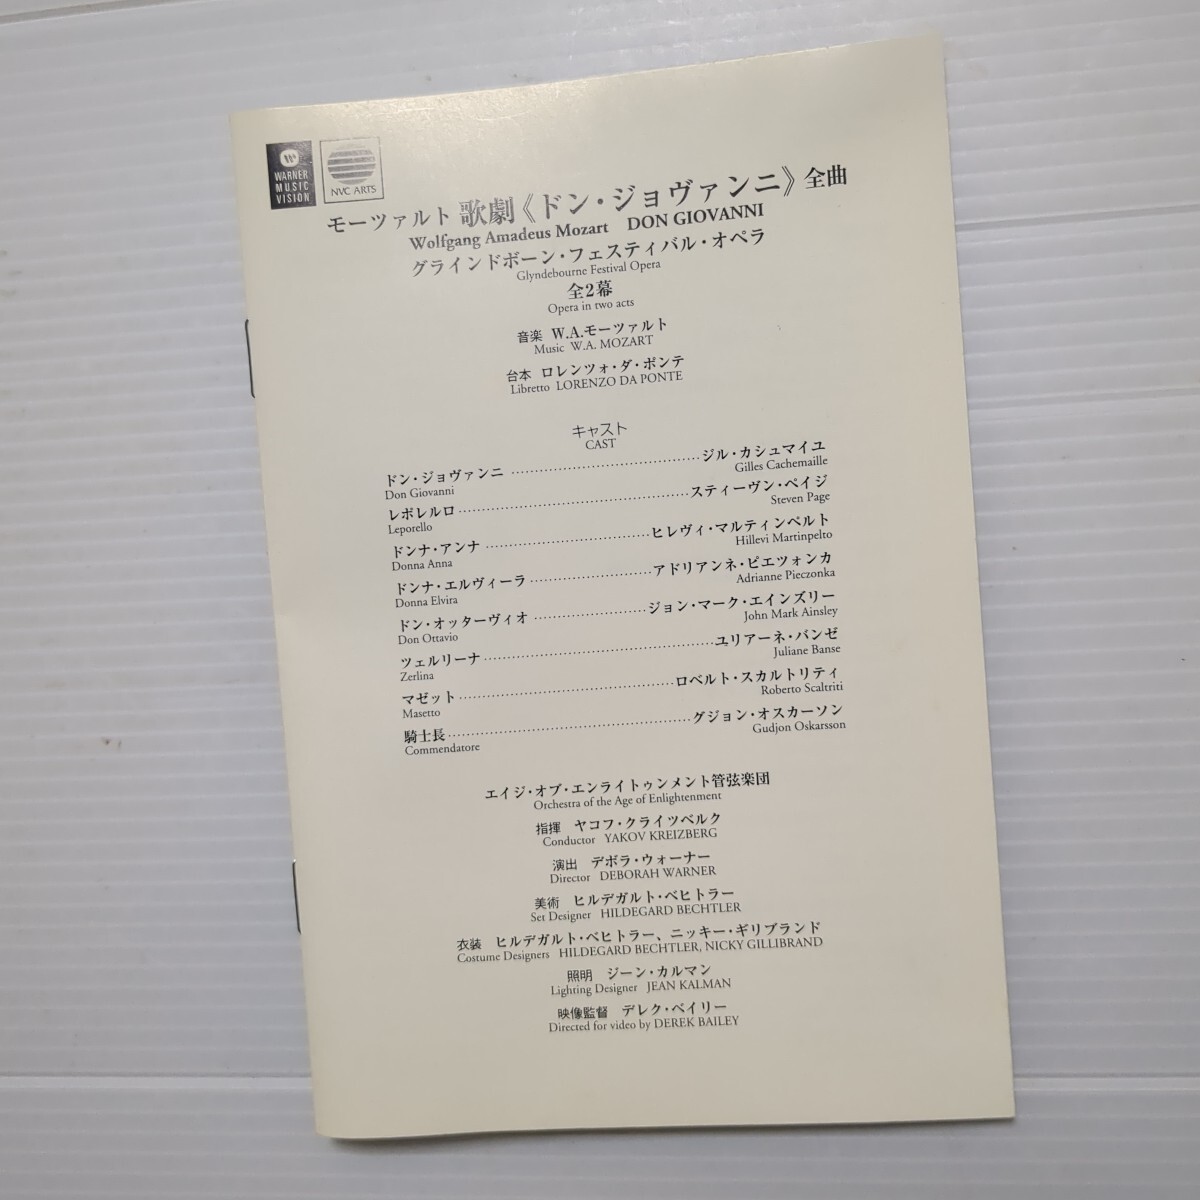 WARNER
MUSIC
VISION
NVC ARTS
モーツァルト 歌劇《ドン・ジョヴァンニ》全曲
Wolfgang Amadeus Mozart DON GIOVANNI
グラインドボーン・フェスティバル・オペラ
Glyndebourne Festival Opera
全2幕
Opera in two acts
音楽 W.A.モーツァルト
Music W.A. MOZART
台本 ロレンツォ・ダ・ポンテ
Libretto LORENZO DA PONTE
キャスト
CAST
ドン・ジョヴァンニ ジル・カシュマイユ
Don Giovanni Gilles Cachemaille
レポレルロ スティーヴン・ペイジ
Leporello Steven Page
ドンナ・アンナ ヒレヴィ・マルティンペルト
Donna Anna Hillevi Martinpelto
ドンナ・エルヴィーラ アドリアンネ・ピエツォンカ
Donna Elvira Adrianne Pieczonka
ドン・オッターヴィオ ジョン・マーク・エインズリー
Don Ottavio John Mark Ainsley
ツェルリーナ ユリアーネ・バンゼ
Zerlina Juliane Banse
マゼット ロベルト・スカルトリティ
Masetto Roberto Scaltriti
騎士長 グジョン・オスカーソン
Commendatore Gudjon Oskarsson
エイジ・オブ・エンライトゥンメント管弦楽団
Orchestra of the Age of Enlightenment
指揮 ヤコフ・クライツベルク
Conductor YAKOV KREIZBERG
演出 デボラ・ウォーナー
Director DEBORAH WARNER
美術 ヒルデガルト・ベヒトラー
Set Designer HILDEGARD BECHTLER
衣装 ヒルデガルト・ベヒトラー、ニッキー・ギリブランド
Costume Designers HILDEGARD BECHTLER, NICKY GILLIBRAND
照明 ジーン・カルマン
Lighting Designer JEAN KALMAN
映像監督 デレク・ベイリー
Directed for video by DEREK BAILEY